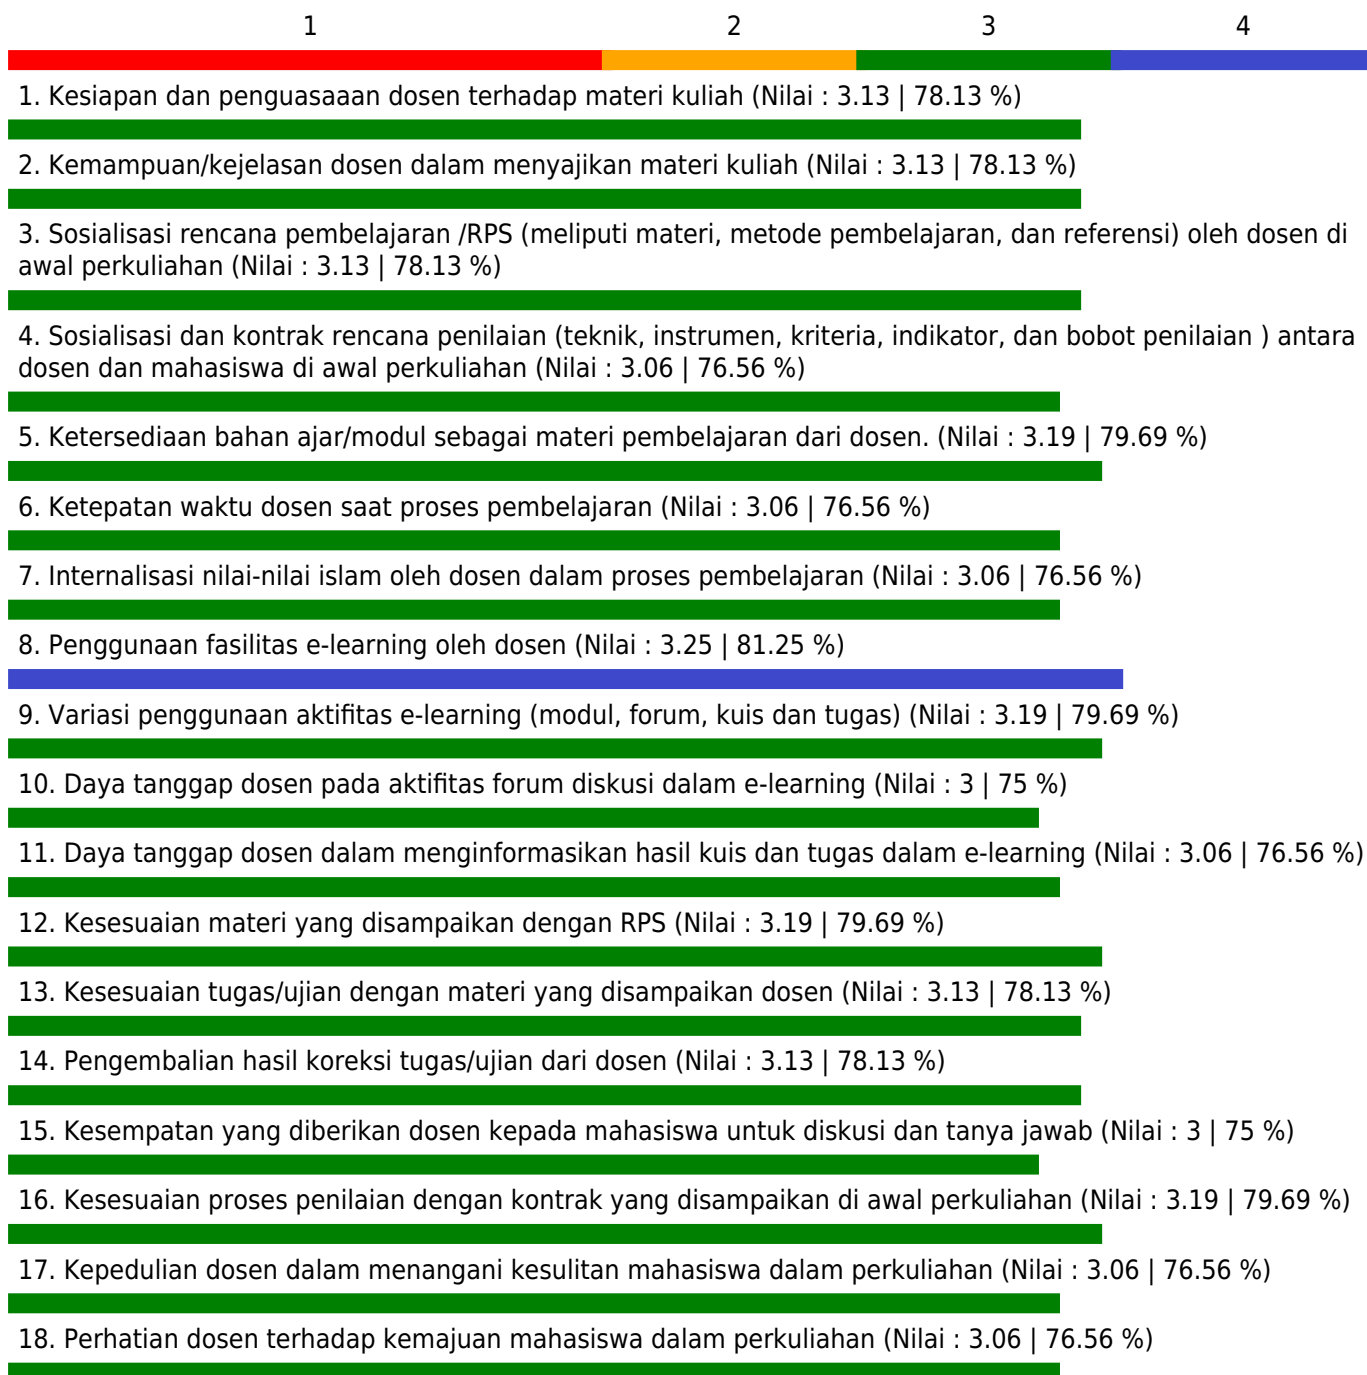 1 2 3 4
1. Kesiapan dan penguasaaan dosen terhadap materi kuliah (Nilai : 3.13 | 78.13 %)
2. Kemampuan/kejelasan dosen dalam menyajikan materi kuliah (Nilai : 3.13 | 78.13 %)
3. Sosialisasi rencana pembelajaran /RPS (meliputi materi, metode pembelajaran, dan referensi) oleh dosen di
awal perkuliahan (Nilai : 3.13 | 78.13 %)
4. Sosialisasi dan kontrak rencana penilaian (teknik, instrumen, kriteria, indikator, dan bobot penilaian ) antara
dosen dan mahasiswa di awal perkuliahan (Nilai : 3.06 | 76.56 %)
5. Ketersediaan bahan ajar/modul sebagai materi pembelajaran dari dosen. (Nilai : 3.19 | 79.69 %)
6. Ketepatan waktu dosen saat proses pembelajaran (Nilai : 3.06 | 76.56 %)
7. Internalisasi nilai-nilai islam oleh dosen dalam proses pembelajaran (Nilai : 3.06 | 76.56 %)
8. Penggunaan fasilitas e-learning oleh dosen (Nilai : 3.25 | 81.25 %)
9. Variasi penggunaan aktifitas e-learning (modul, forum, kuis dan tugas) (Nilai : 3.19 | 79.69 %)
10. Daya tanggap dosen pada aktifitas forum diskusi dalam e-learning (Nilai : 3 | 75 %)
11. Daya tanggap dosen dalam menginformasikan hasil kuis dan tugas dalam e-learning (Nilai : 3.06 | 76.56 %)
12. Kesesuaian materi yang disampaikan dengan RPS (Nilai : 3.19 | 79.69 %)
13. Kesesuaian tugas/ujian dengan materi yang disampaikan dosen (Nilai : 3.13 | 78.13 %)
14. Pengembalian hasil koreksi tugas/ujian dari dosen (Nilai : 3.13 | 78.13 %)
15. Kesempatan yang diberikan dosen kepada mahasiswa untuk diskusi dan tanya jawab (Nilai : 3 | 75 %)
16. Kesesuaian proses penilaian dengan kontrak yang disampaikan di awal perkuliahan (Nilai : 3.19 | 79.69 %)
17. Kepedulian dosen dalam menangani kesulitan mahasiswa dalam perkuliahan (Nilai : 3.06 | 76.56 %)
18. Perhatian dosen terhadap kemajuan mahasiswa dalam perkuliahan (Nilai : 3.06 | 76.56 %)